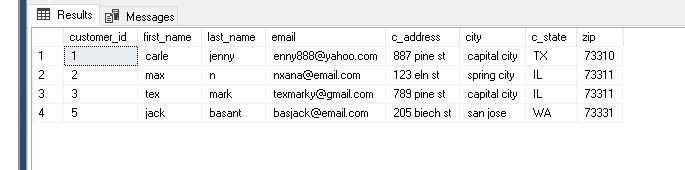 Results Messages
customer_id first_name last_name email c_address city c_state zip
1 1 carle jenny enny888@yahoo.com 887 pine st capital city TX 73310
2 2 max n nxana@email.com 123 eln st spring city IL 73311
3 3 tex mark texmarky@gmail.com 789 pine st capital city IL 73311
4 5 jack basant basjack@email.com 205 biech st san jose WA 73331